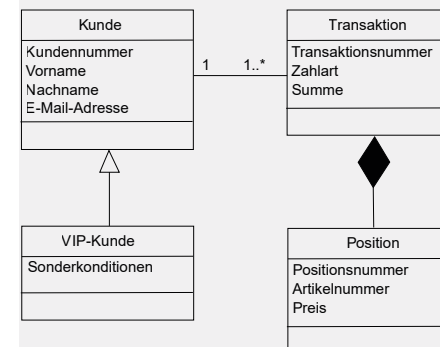 Kunde
Kundennummer
Vorname
Nachname
E-Mail-Adresse
1
1..*
Transaktion
Transaktionsnummer
Zahlart
Summe
VIP-Kunde
Sonderkonditionen
Position
Positionsnummer
Artikelnummer
Preis